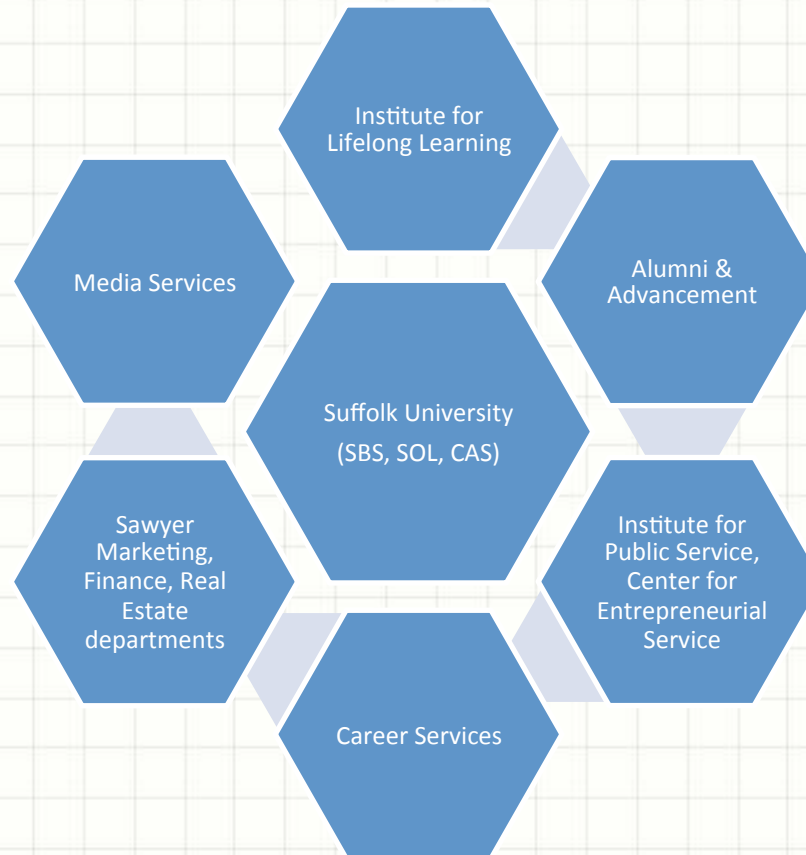 Institute for
Lifelong Learning
Media Services
Alumni &
Advancement
Suffolk University
(SBS, SOL, CAS)
Sawyer
Marketing,
Finance, Real
Estate
departments
Institute for
Public Service,
Center for
Entrepreneurial
Service
Career Services